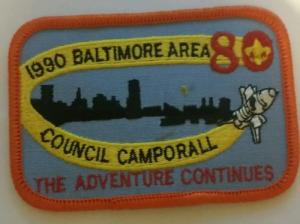 1990 BALTIMORE AREA 80
COUNCIL CAMPORALL
THE ADVENTURE CONTINUES